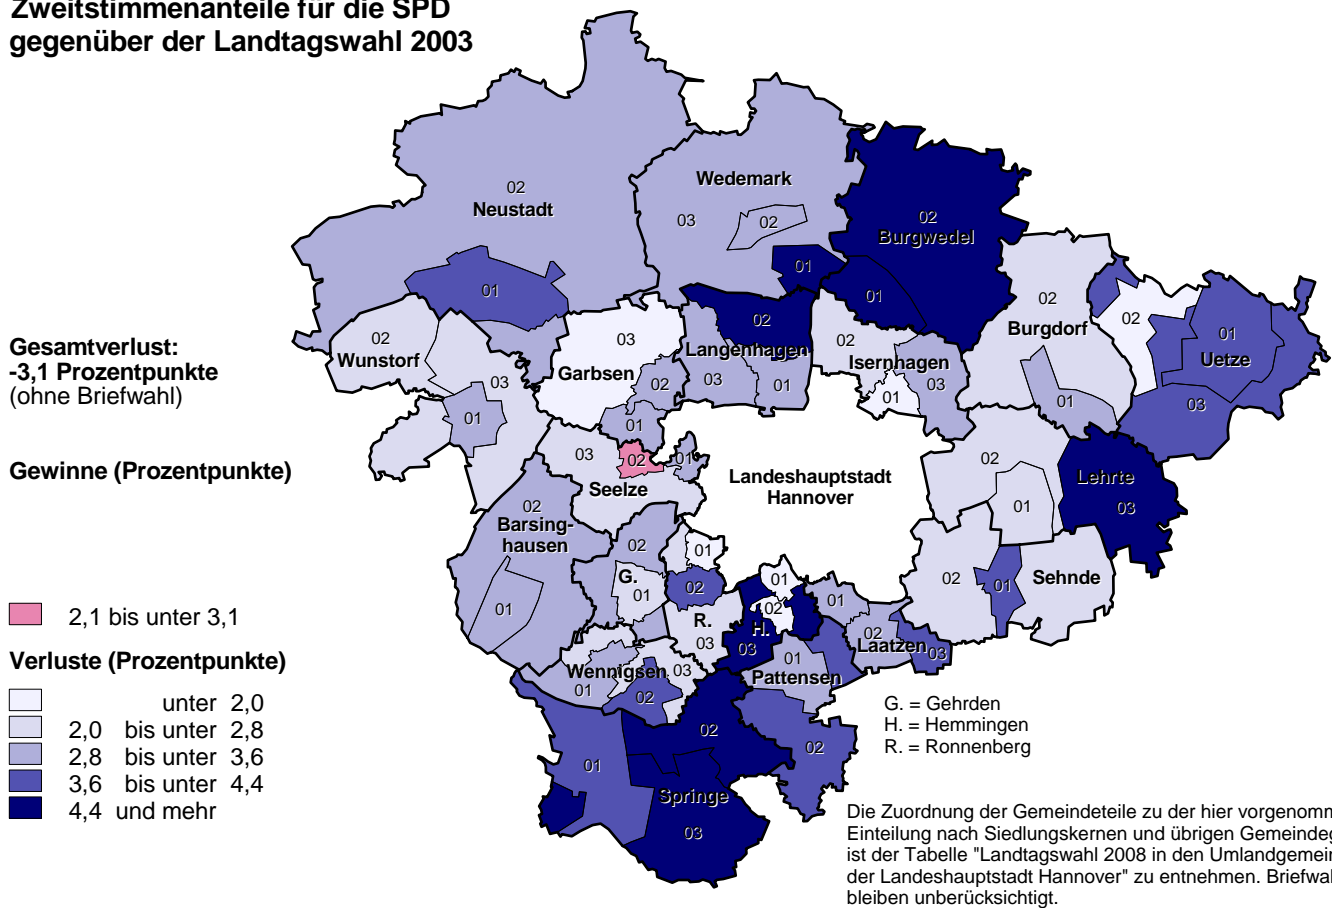 Zweitstimmenanteile für die SPD
gegenüber der Landtagswahl 2003
Gesamtverlust:
-3,1 Prozentpunkte
(ohne Briefwahl)
Gewinne (Prozentpunkte)
2,1 bis unter 3,1
Verluste (Prozentpunkte)
unter 2,0
2,0 bis unter 2,8
2,8 bis unter 3,6
3,6 bis unter 4,4
4,4 und mehr
02
Neustadt
01
Wedemark
03
02
01
02
Burgwedel
01
02
Wunstorf
03
01
03
Garbsen
02
01
02
Langenhagen
03
01
02
Isernhagen
03
01
02
Burgdorf
01
02
01
Uetze
03
03
02
01
Seelze
Landeshauptstadt
Hannover
02
01
Lehrte
03
02
01
Sehnde
02
Barsing-
hausen
01
02
G.
01
01
02
R.
03
01
02
H.
03
01
02
Laatzen
03
01
Pattensen
02
Wennigsen
03
01
02
01
02
Springe
03
G. = Gehrden
H. = Hemmingen
R. = Ronnenberg
Die Zuordnung der Gemeindeteile zu der hier vorgenomm
Einteilung nach Siedlungskernen und übrigen Gemeindeg
ist der Tabelle "Landtagswahl 2008 in den Umlandgemein
der Landeshauptstadt Hannover" zu entnehmen. Briefwah
bleiben unberücksichtigt.